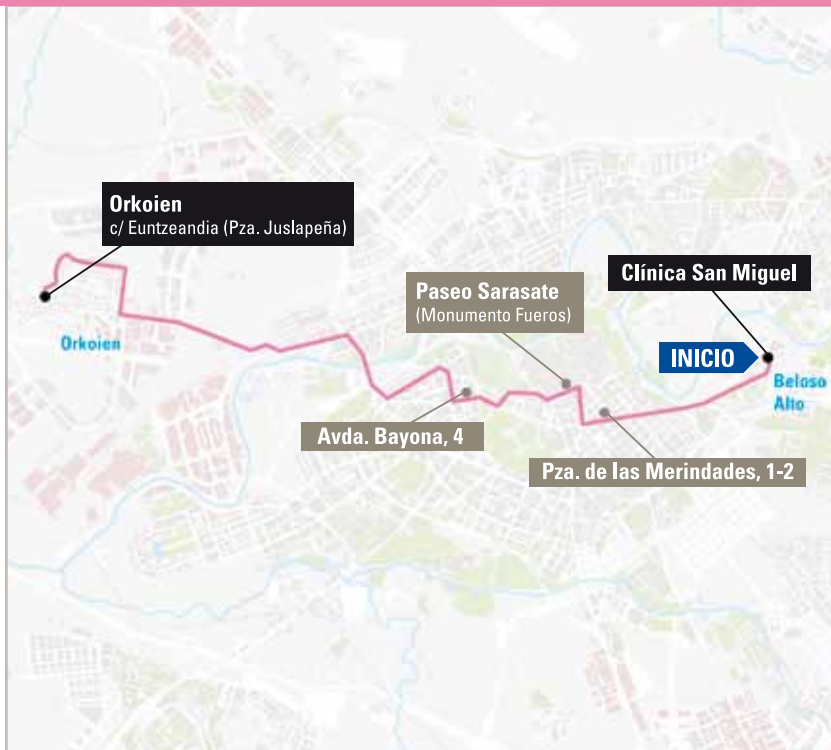 Orkoien
c/ Euntzeandia (Pza. Juslapeña)
Clínica San Miguel
Paseo Sarasate
(Monumento Fueros)
INICIO
Orkoien
Beloso
Alto
Avda. Bayona, 4
Pza. de las Merindades, 1-2